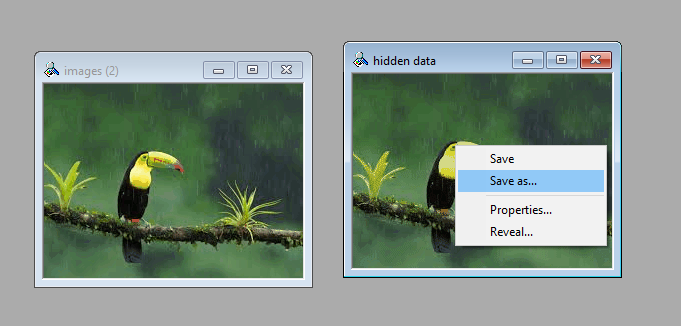 images (2)
hidden data
Save
Save as...
Properties...
Reveal...